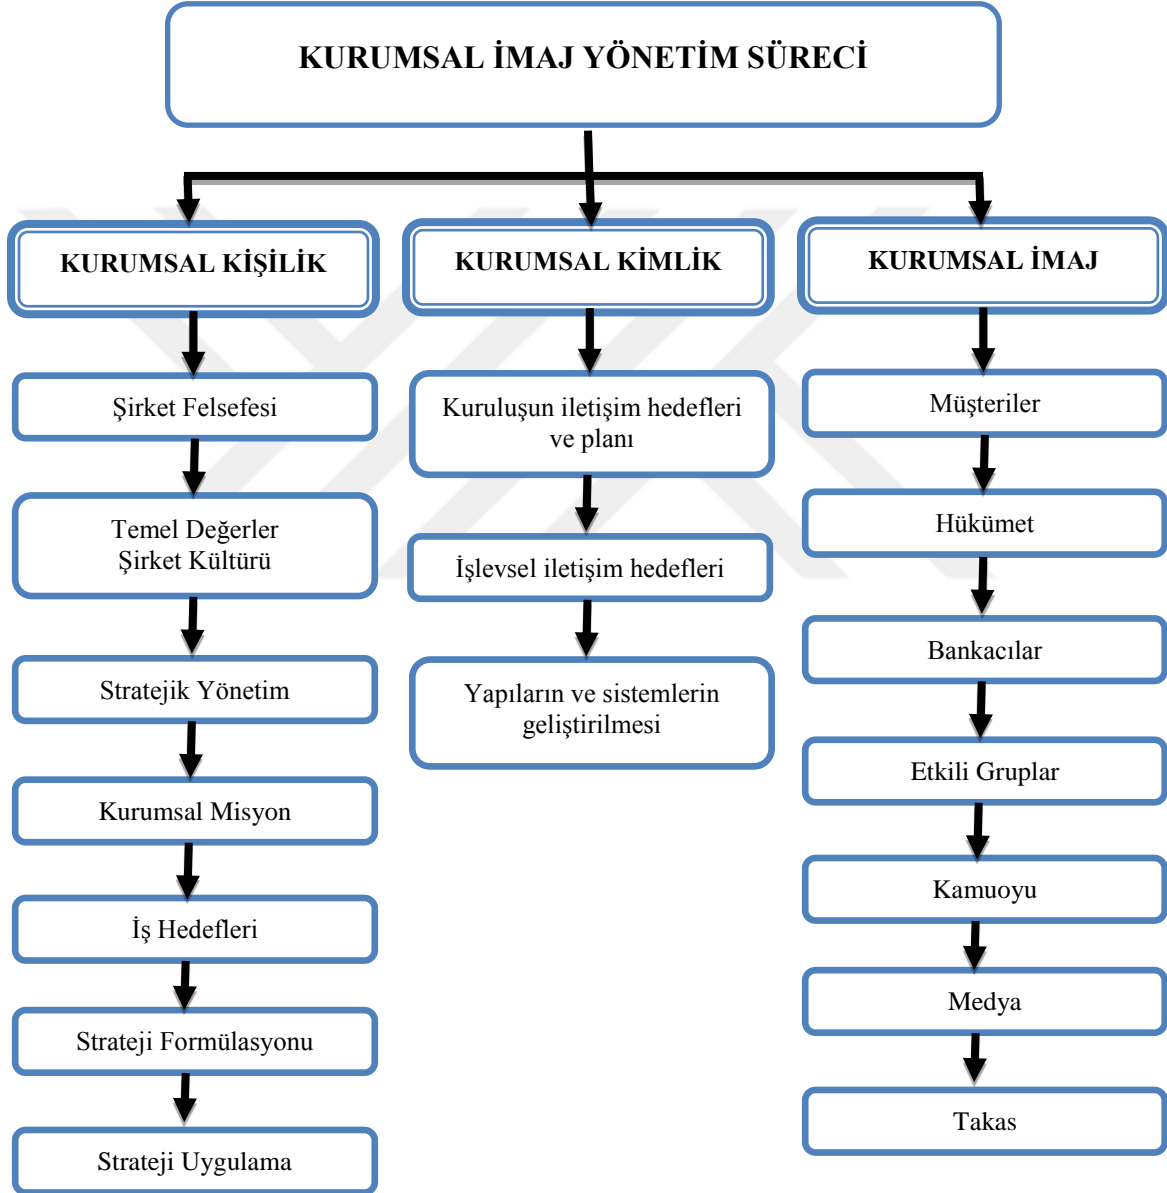 KURUMSAL İMAJ YÖNETİM SÜRECİ
KURUMSAL KİŞİLİK
Şirket Felsefesi
Temel Değerler
Şirket Kültürü
Stratejik Yönetim
Kurumsal Misyon
İş Hedefleri
Strateji Formülasyonu
Strateji Uygulama
KURUMSAL KİMLİK
Kuruluşun iletişim hedefleri
ve planı
İşlevsel iletişim hedefleri
Yapıların ve sistemlerin
geliştirilmesi
KURUMSAL İMAJ
Müşteriler
Hükümet
Bankacılar
Etkili Gruplar
Kamuoyu
Medya
Takas